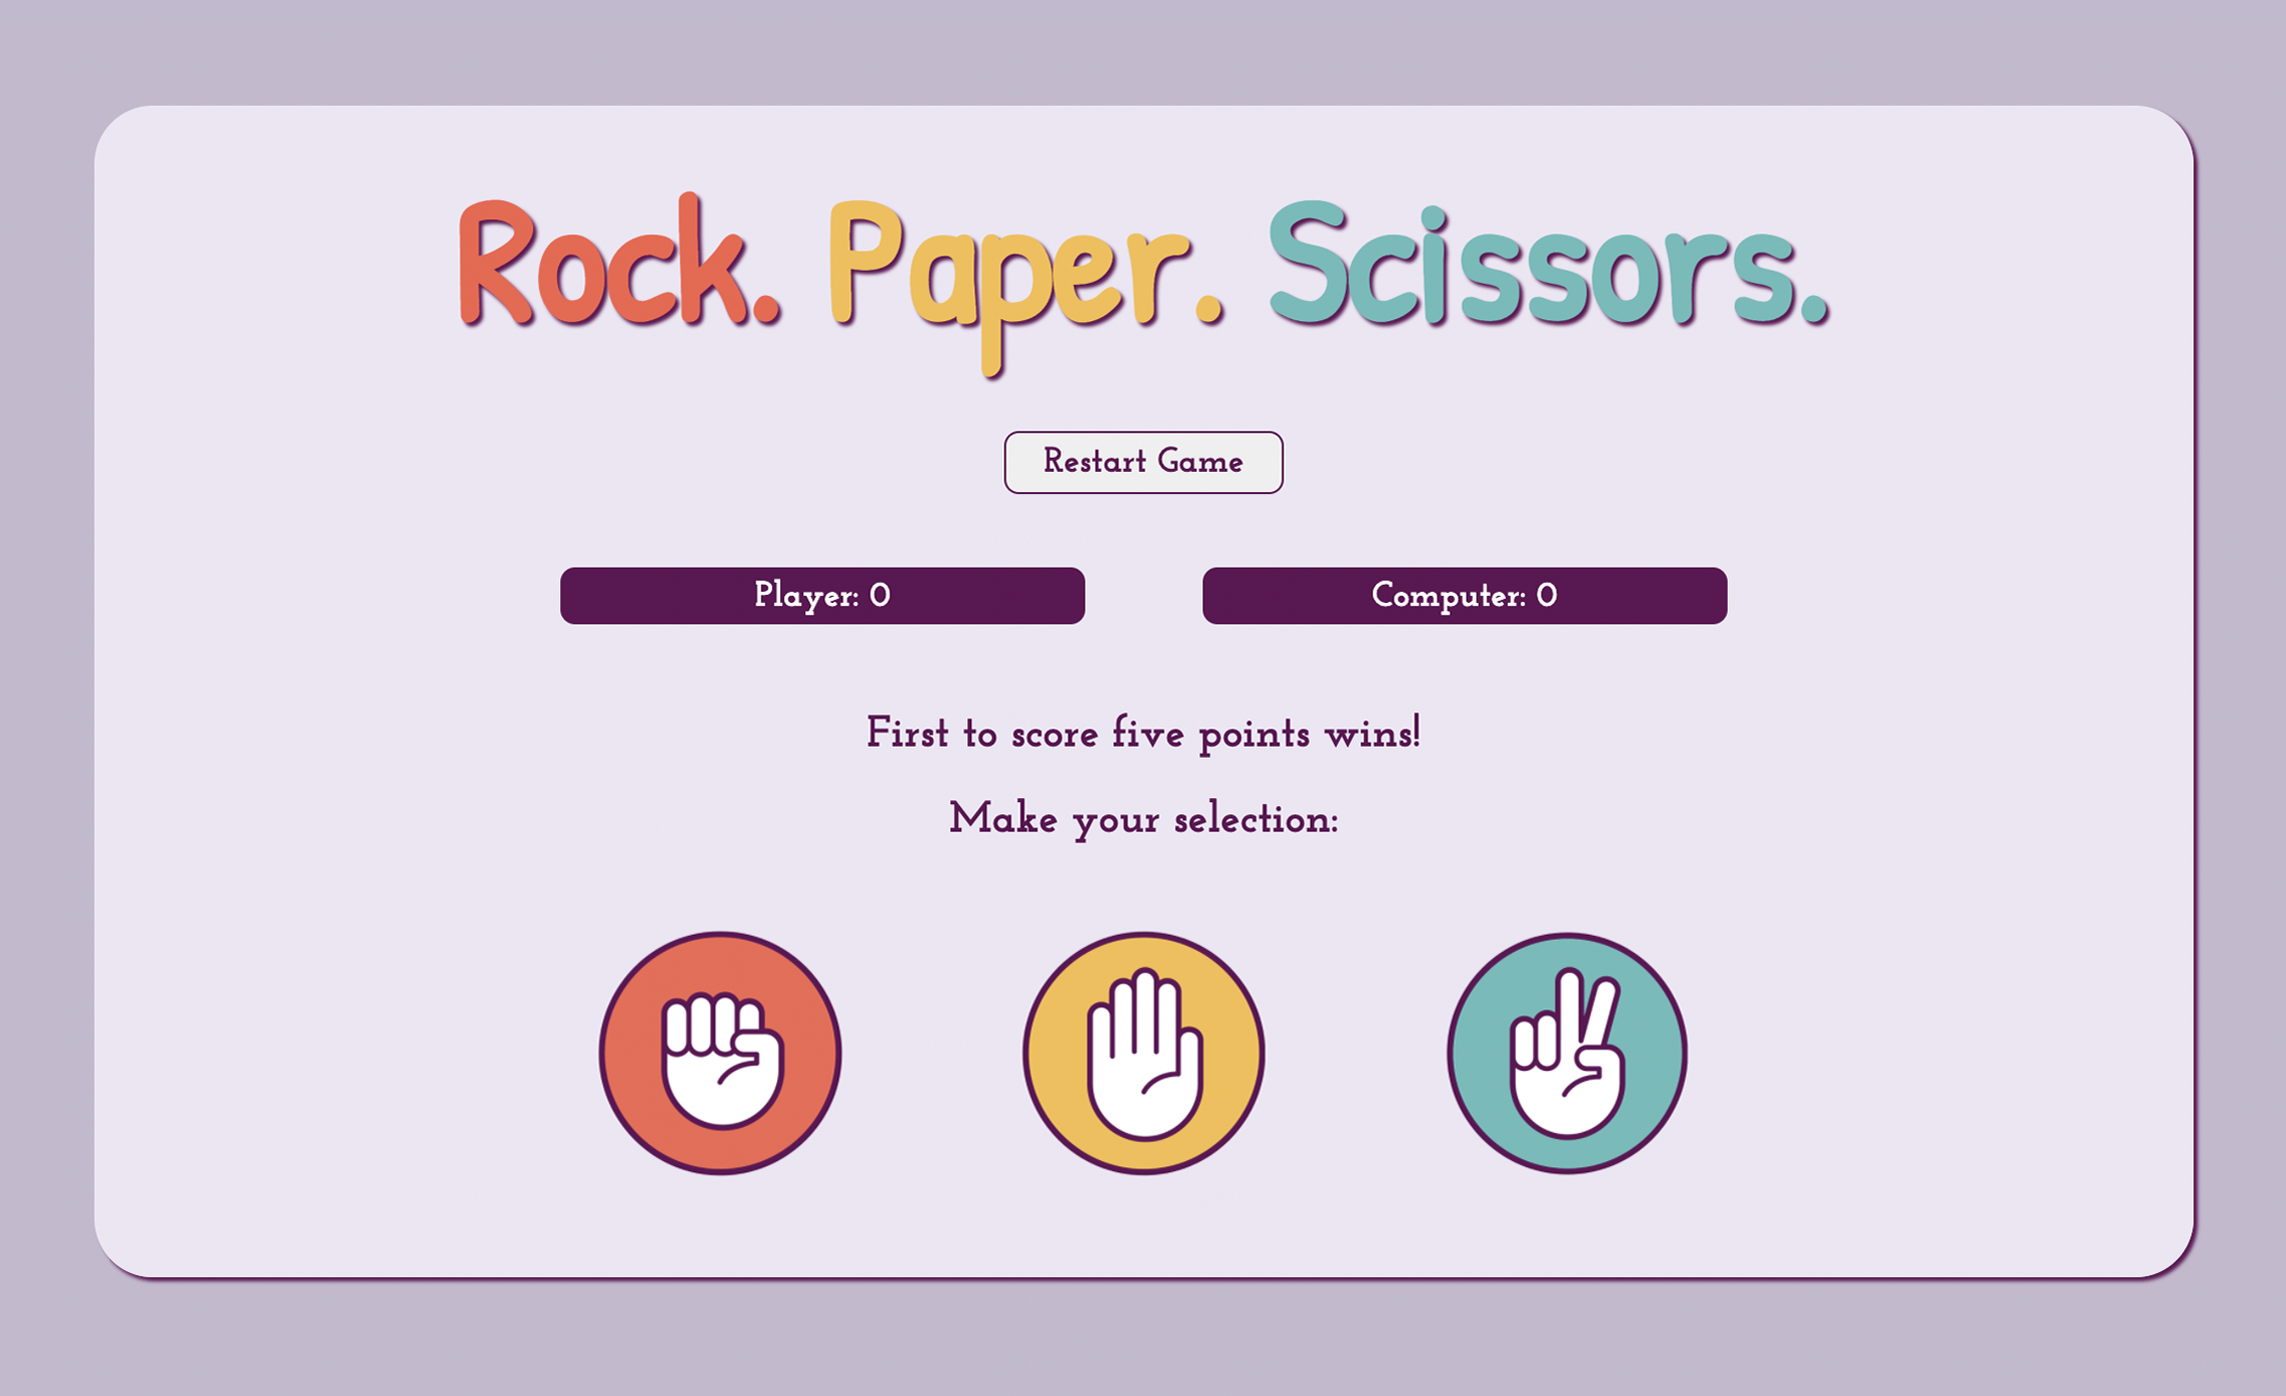 Rock. Paper. Scissors.
Restart Game
Player: 0
Computer: 0
First to score five points wins!
Make your selection: